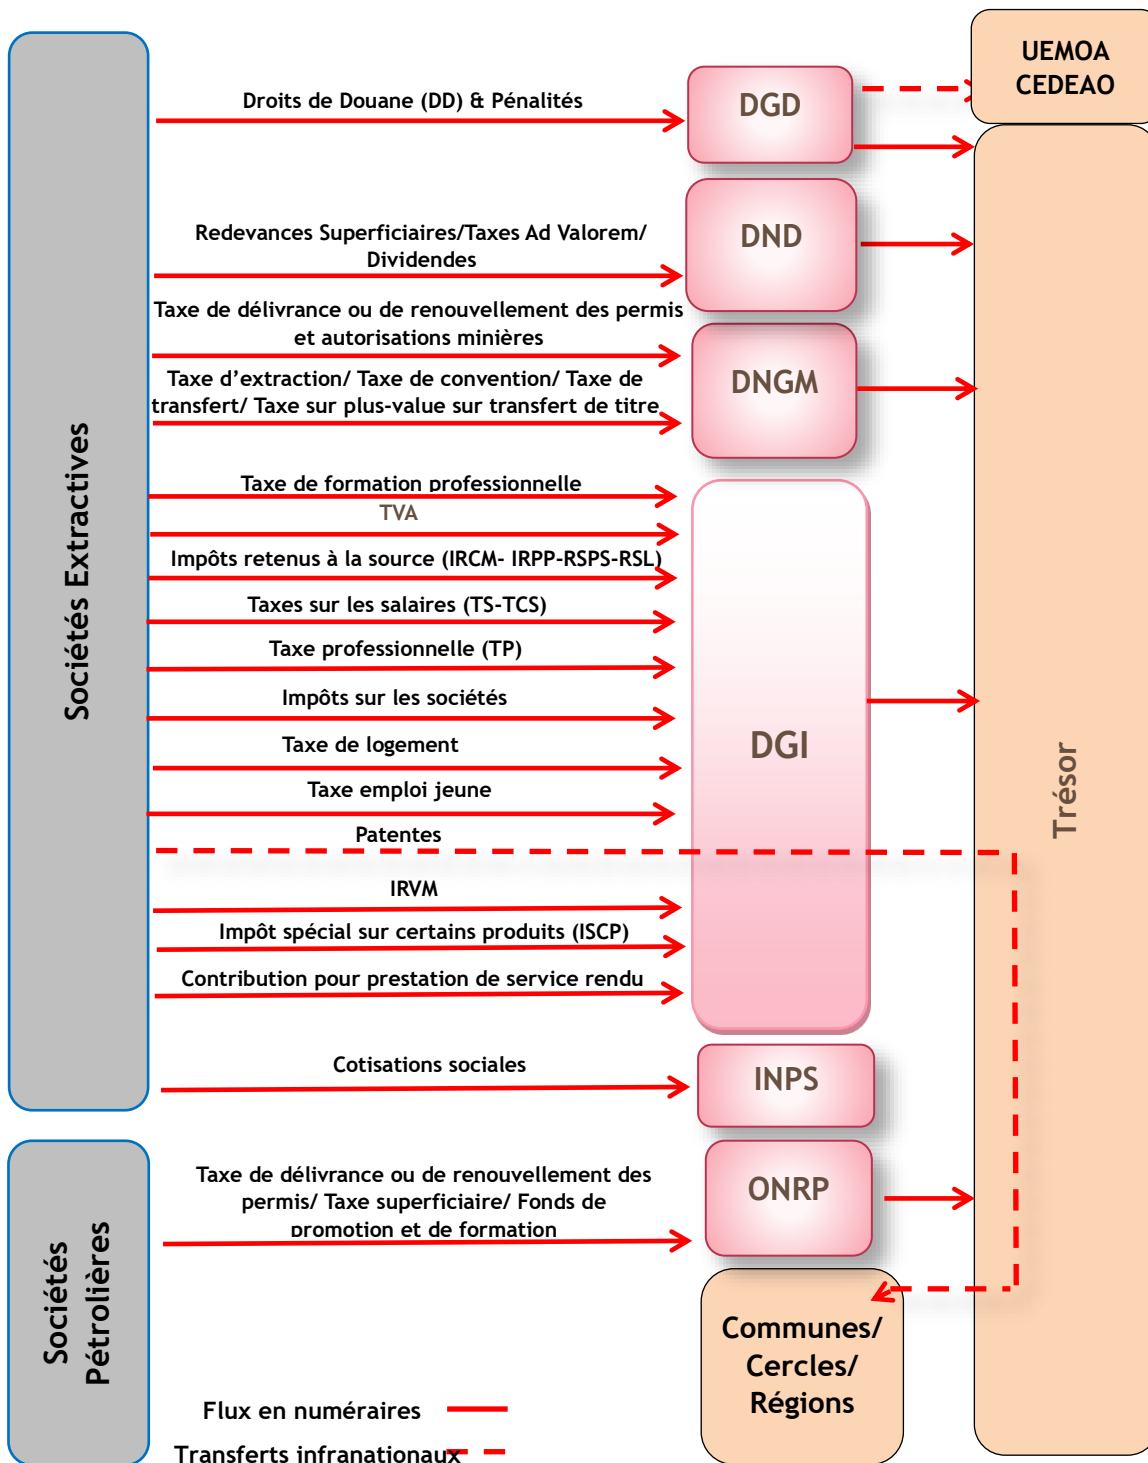 UEMOA
CEDEAO
Droits de Douane (DD) & Pénalités
DGD
Redevances Superficiaires/Taxes Ad Valorem/
Dividendes
DND
Taxe de délivrance ou de renouvellement des permis
et autorisations minières
Taxe d’extraction/ Taxe de convention/ Taxe de
transfert/ Taxe sur plus-value sur transfert de titre
DNGM
Sociétés Extractives
Taxe de formation professionnelle
TVA
Impôts retenus à la source (IRCM- IRPP-RSPS-RSL)
Taxes sur les salaires (TS-TCS)
Taxe professionnelle (TP)
Impôts sur les sociétés
Taxe de logement
Taxe emploi jeune
Patentes
IRVM
Impôt spécial sur certains produits (ISCP)
Contribution pour prestation de service rendu
DGI
Trésor
Cotisations sociales
INPS
Sociétés
Pétrolières
Taxe de délivrance ou de renouvellement des
permis/ Taxe superficiaire/ Fonds de
promotion et de formation
ONRP
Communes/
Cercles/
Régions
Flux en numéraires
Transferts infranationaux